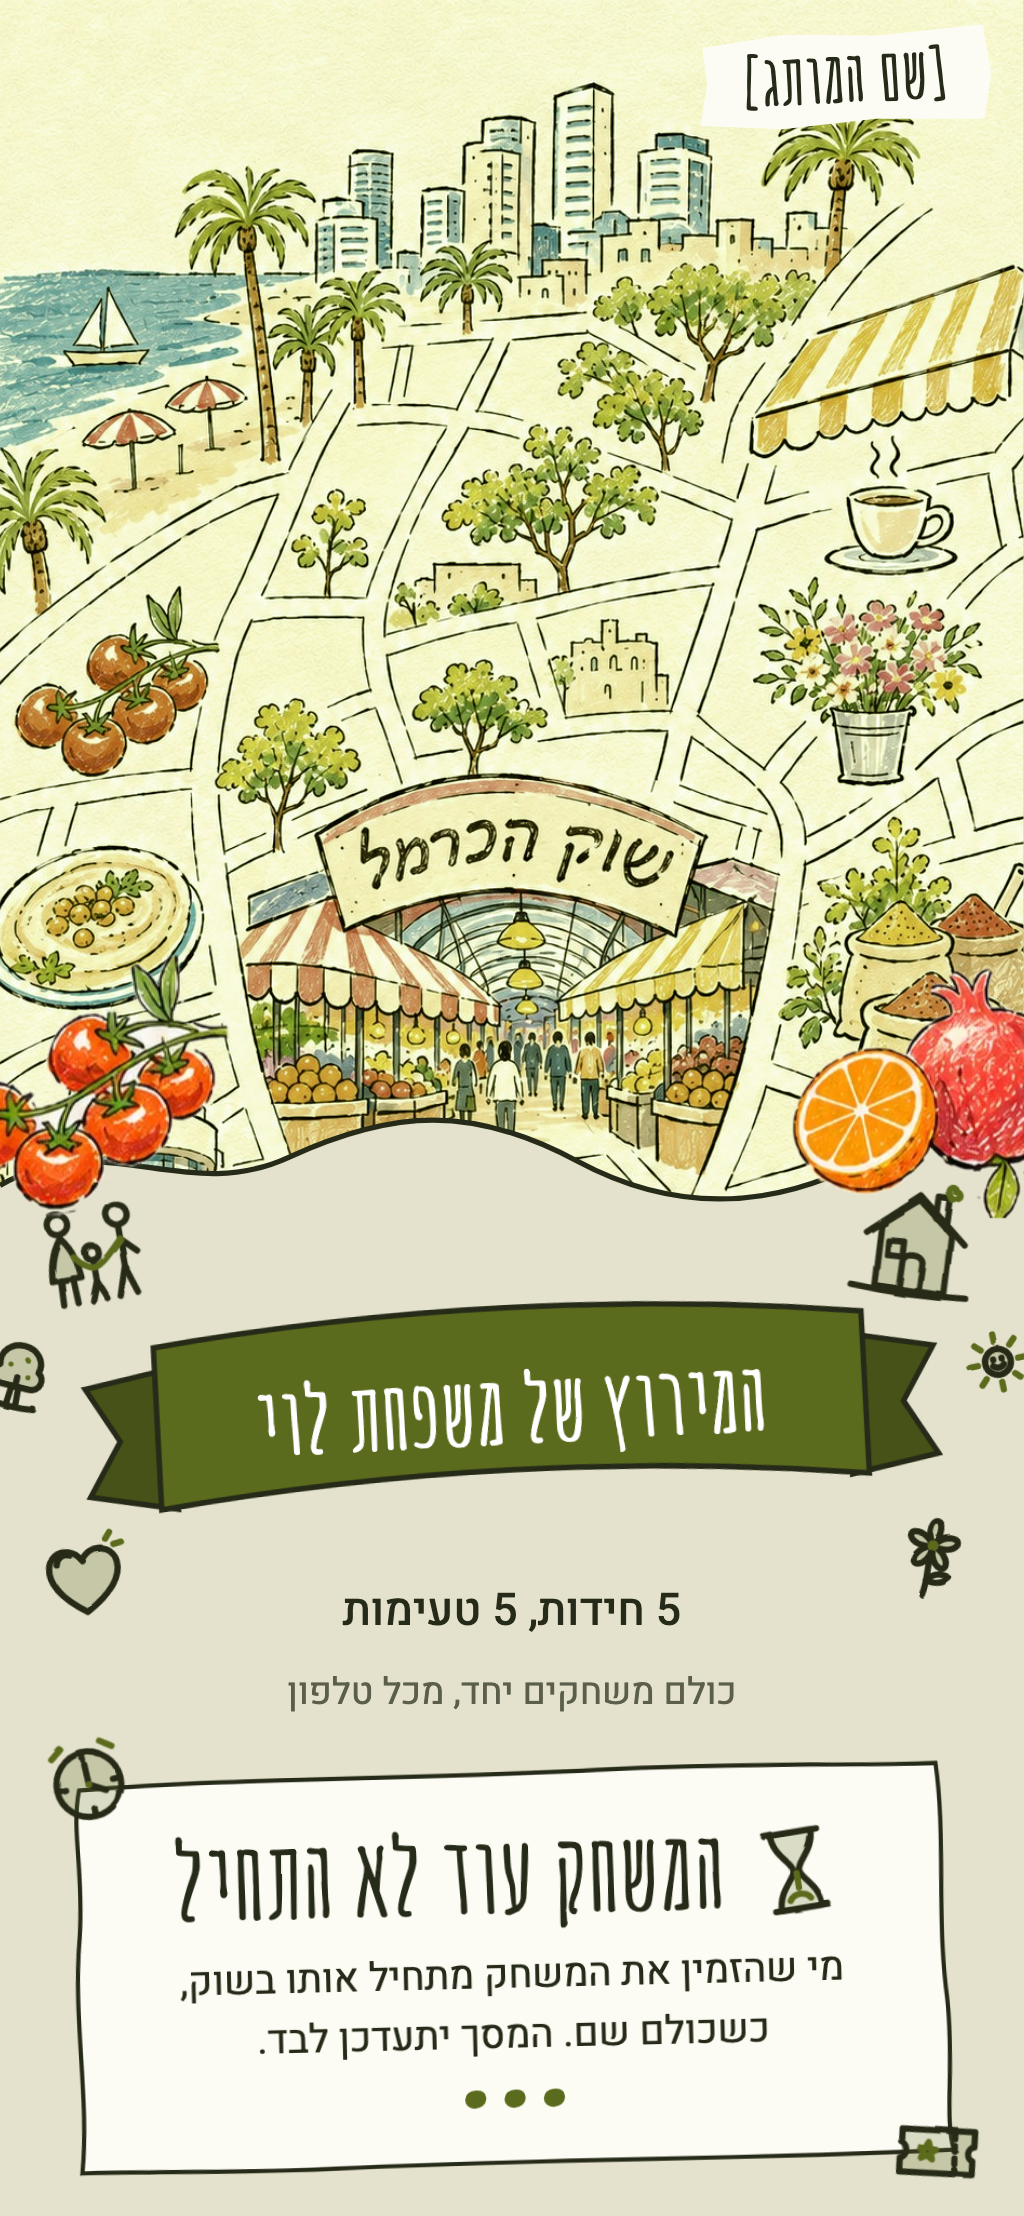 [שם המותג]
שוק הכרמל
המירוץ של משפחת לוי
5 חידות, 5 טעימות
כולם משחקים יחד, מכל טלפון
המשחק עוד לא התחיל
מי שהזמין את המשחק מתחיל אותו בשוק,
כשכולם שם. המסך יתעדכן לבד.